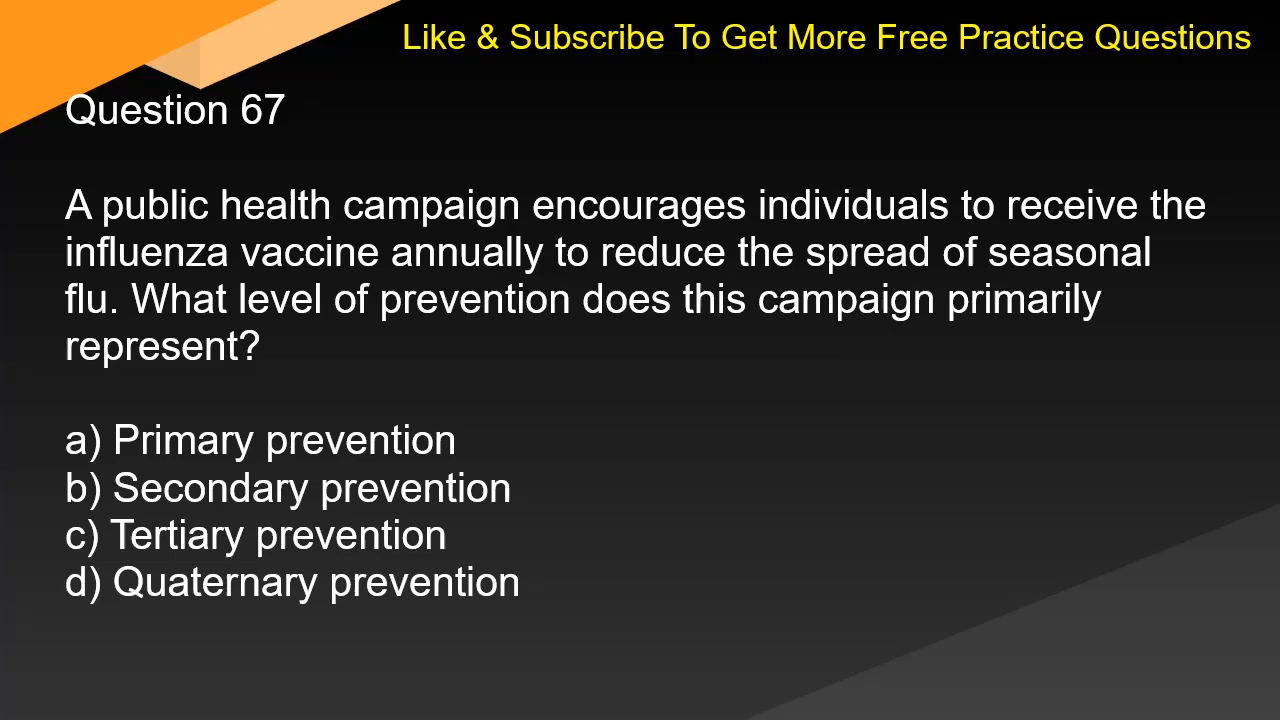 Like & Subscribe To Get More Free Practice Questions
Question 67
A public health campaign encourages individuals to receive the
influenza vaccine annually to reduce the spread of seasonal
flu. What level of prevention does this campaign primarily
represent?
a) Primary prevention
b) Secondary prevention
c) Tertiary prevention
d) Quaternary prevention